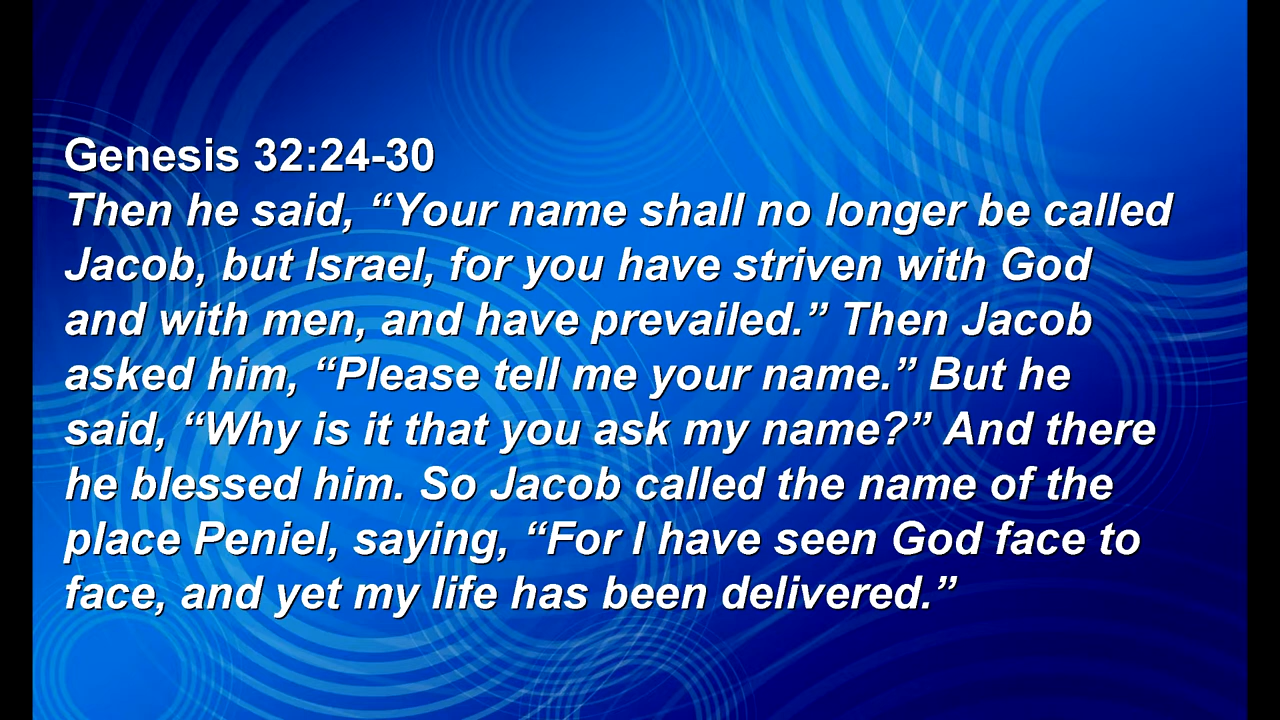 Genesis 32:24-30
Then he said, “Your name shall no longer be called
Jacob, but Israel, for you have striven with God
and with men, and have prevailed.” Then Jacob
asked him, “Please tell me your name.” But he
said, “Why is it that you ask my name?” And there
he blessed him. So Jacob called the name of the
place Peniel, saying, “For I have seen God face to
face, and yet my life has been delivered.”